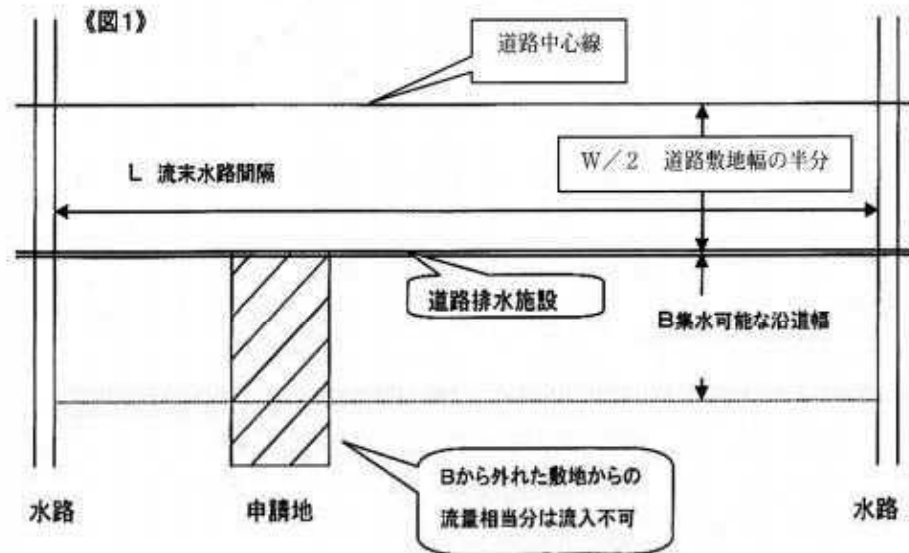 《図1》
道路中心線
W/2 道路敷地幅の半分
L 流末水路間隔
道路排水施設
B集水可能な沿道幅
Bから外れた敷地からの
流量相当分は流入不可
水路
申請地
水路